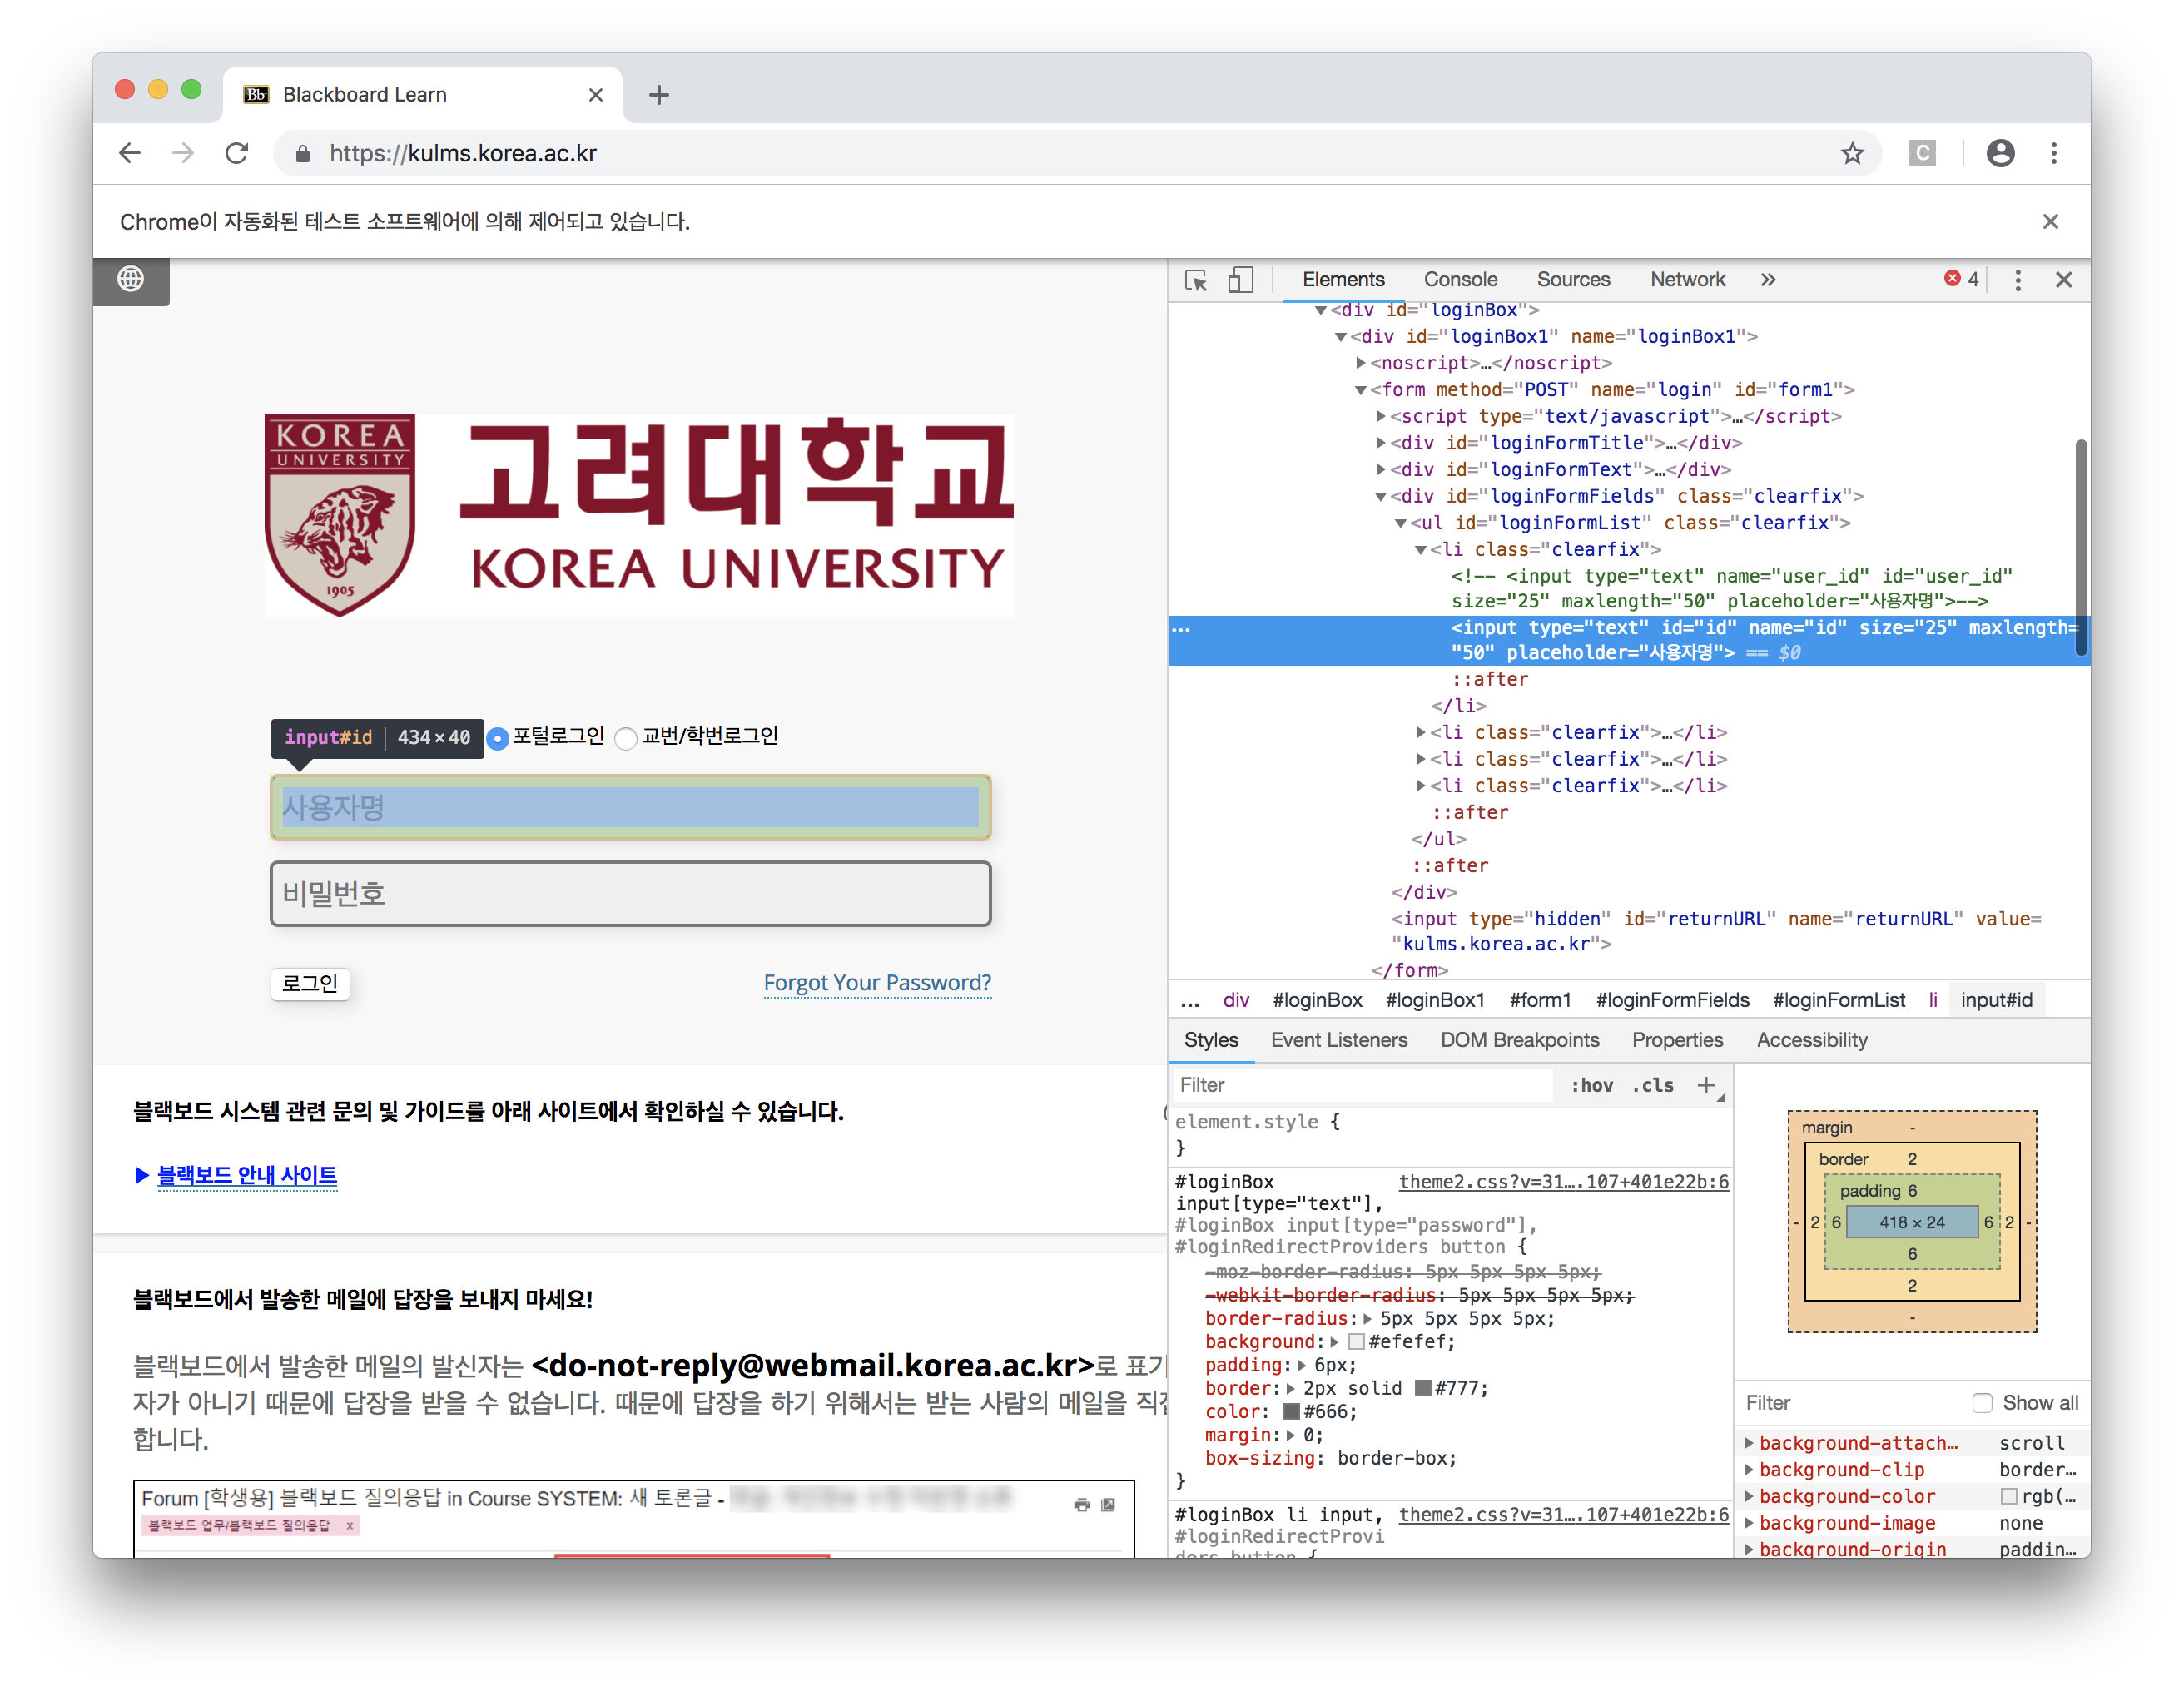 Bb Blackboard Learn
https://kulms.korea.ac.kr
C
Chrome이 자동화된 테스트 소프트웨어에 의해 제어되고 있습니다.
KOREA
UNIVERSITY
1905
고려대학교
KOREA UNIVERSITY
input#id 434 × 40 포털로그인 교번/학번로그인
사용자명
비밀번호
로그인 Forgot Your Password?
블랙보드 시스템 관련 문의 및 가이드를 아래 사이트에서 확인하실 수 있습니다.
▶ 블랙보드 안내 사이트
블랙보드에서 발송한 메일에 답장을 보내지 마세요!
블랙보드에서 발송한 메일의 발신자는 <do-not-reply@webmail.korea.ac.kr>로 표기
자가 아니기 때문에 답장을 받을 수 없습니다. 때문에 답장을 하기 위해서는 받는 사람의 메일을 직접
합니다.
Forum [학생용] 블랙보드 질의응답 in Course SYSTEM: 새 토론글 -
블랙보드 업무/블랙보드 질의응답 x
Elements Console Sources Network » 4
<div id="loginBox">
<div id="loginBox1" name="loginBox1">
<noscript>…</noscript>
<form method="POST" name="login" id="form1">
<script type="text/javascript">…</script>
<div id="loginFormTitle">…</div>
<div id="loginFormText">…</div>
<div id="loginFormFields" class="clearfix">
<ul id="loginFormList" class="clearfix">
<li class="clearfix">
<!-- <input type="text" name="user_id" id="user_id"
size="25" maxlength="50" placeholder="사용자명">-->
… <input type="text" id="id" name="id" size="25" maxlength=
"50" placeholder="사용자명"> == $0
::after
</li>
<li class="clearfix">…</li>
<li class="clearfix">…</li>
<li class="clearfix">…</li>
::after
</ul>
::after
</div>
<input type="hidden" id="returnURL" name="returnURL" value=
"kulms.korea.ac.kr">
</form>
… div #loginBox #loginBox1 #form1 #loginFormFields #loginFormList li input#id
Styles Event Listeners DOM Breakpoints Properties Accessibility
Filter :hov .cls +
element.style {
}
#loginBox theme2.css?v=31….107+401e22b:6
input[type="text"],
#loginBox input[type="password"],
#loginRedirectProviders button {
-moz-border-radius: 5px 5px 5px 5px;
-webkit-border-radius: 5px 5px 5px 5px;
border-radius: 5px 5px 5px 5px;
background: #efefef;
padding: 6px;
border: 2px solid #777;
color: #666;
margin: 0;
box-sizing: border-box;
}
#loginBox li input, theme2.css?v=31….107+401e22b:6
#loginRedirectProvi
ders button {
margin -
border 2
padding 6
- 2 6 418 × 24 6 2 -
6
2
-
Filter Show all
background-attach… scroll
background-clip border…
background-color rgb(…
background-image none
background-origin paddin…